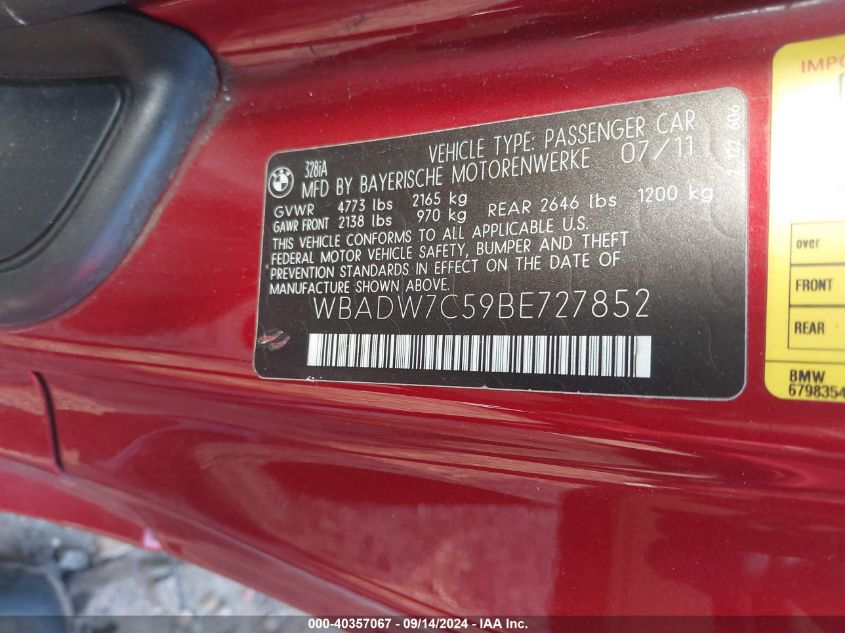 BMW
328iA
VEHICLE TYPE: PASSENGER CAR
MFD BY BAYERISCHE MOTORENWERKE 07/11
GVWR 4773 lbs 2165 kg
GAWR FRONT 2138 lbs 970 kg REAR 2646 lbs 1200 kg
THIS VEHICLE CONFORMS TO ALL APPLICABLE U.S.
FEDERAL MOTOR VEHICLE SAFETY, BUMPER AND THEFT
PREVENTION STANDARDS IN EFFECT ON THE DATE OF
MANUFACTURE SHOWN ABOVE.
WBADW7C59BE727852
over
FRONT
REAR
BMW
6798354
000-40357067 - 09/14/2024 - IAAI Inc.